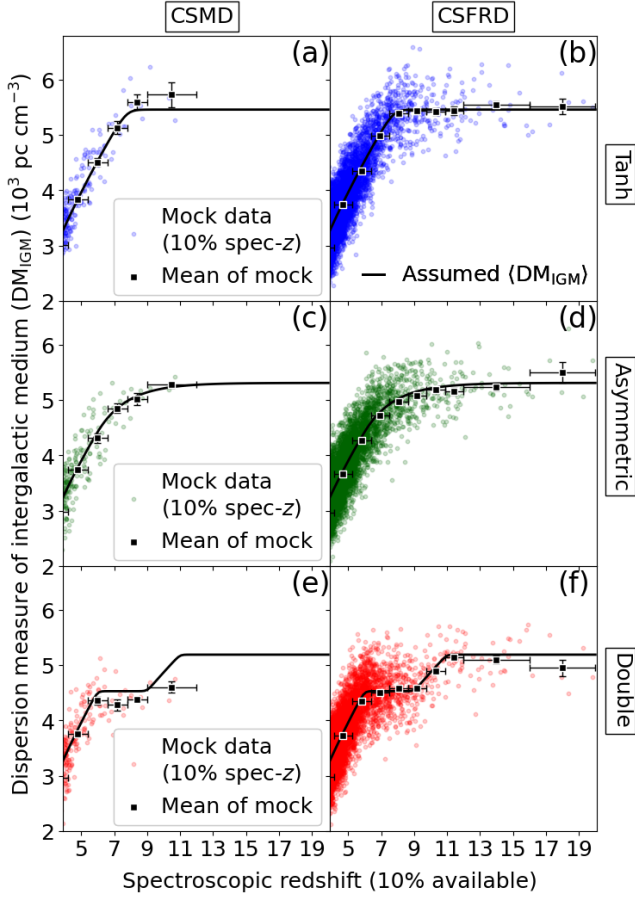 CSMD
CSFRD
(a)
(b)
6
5
4
3
2
Mock data
(10% spec-z)
Mean of mock
Assumed ⟨DM_IGM⟩
Tanh
(c)
(d)
6
5
4
3
2
Mock data
(10% spec-z)
Mean of mock
Asymmetric
(e)
(f)
6
5
4
3
2
Mock data
(10% spec-z)
Mean of mock
Double
5 7 9 11 13 15 17 19
5 7 9 11 13 15 17 19
Spectroscopic redshift (10% available)
Dispersion measure of intergalactic medium (DM_IGM) (10³ pc cm⁻³)